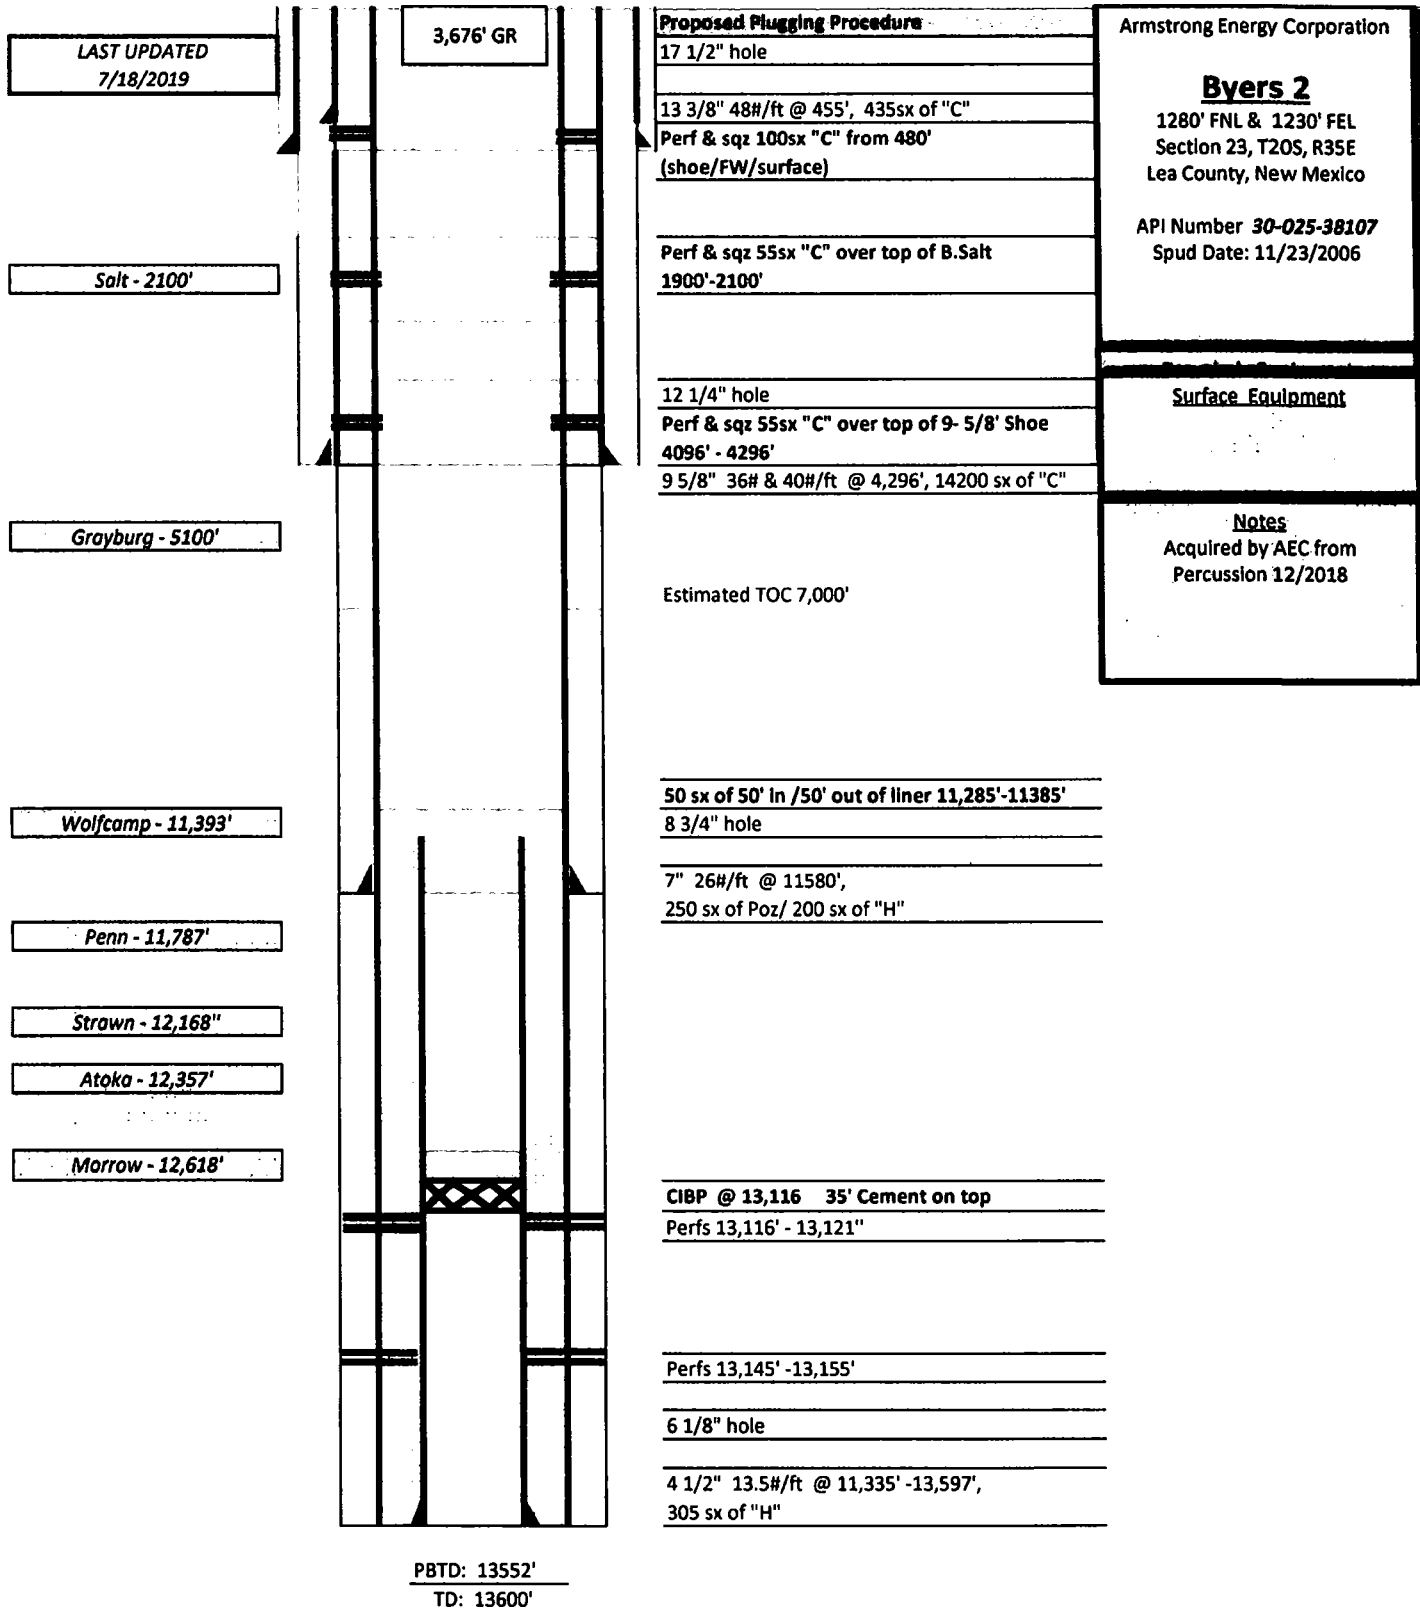 3,676' GR
LAST UPDATED
7/18/2019
Salt - 2100'
Grayburg - 5100'
Wolfcamp - 11,393'
Penn - 11,787'
Strawn - 12,168"
Atoka - 12,357'
Morrow - 12,618'
Proposed Plugging Procedure
17 1/2" hole
13 3/8" 48#/ft @ 455', 435sx of "C"
Perf & sqz 100sx "C" from 480'
(shoe/FW/surface)
Perf & sqz 55sx "C" over top of B.Salt
1900'-2100'
12 1/4" hole
Perf & sqz 55sx "C" over top of 9- 5/8' Shoe
4096' - 4296'
9 5/8" 36# & 40#/ft @ 4,296', 14200 sx of "C"
Estimated TOC 7,000'
50 sx of 50' in /50' out of liner 11,285'-11385'
8 3/4" hole
7" 26#/ft @ 11580',
250 sx of Poz/ 200 sx of "H"
CIBP @ 13,116 35' Cement on top
Perfs 13,116' - 13,121"
Perfs 13,145' -13,155'
6 1/8" hole
4 1/2" 13.5#/ft @ 11,335' -13,597',
305 sx of "H"
PBTD: 13552'
TD: 13600'
Armstrong Energy Corporation
Byers 2
1280' FNL & 1230' FEL
Section 23, T20S, R35E
Lea County, New Mexico
API Number 30-025-38107
Spud Date: 11/23/2006
Surface Equipment
Notes
Acquired by AEC from
Percussion 12/2018